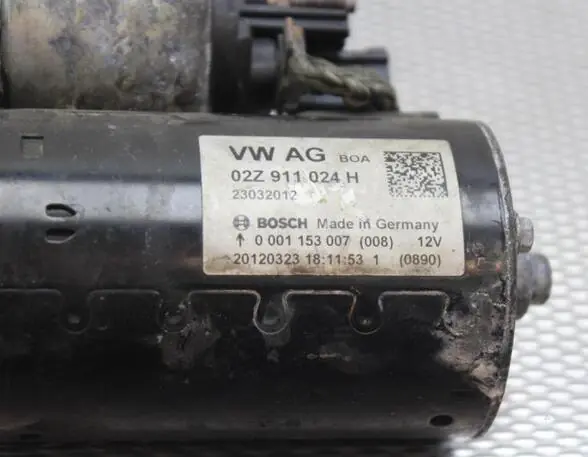 VW AG BOA
02Z 911 024 H
23032012
BOSCH Made in Germany
↑ 0 001 153 007 (008) 12V
20120323 18:11:53 1 (0890)